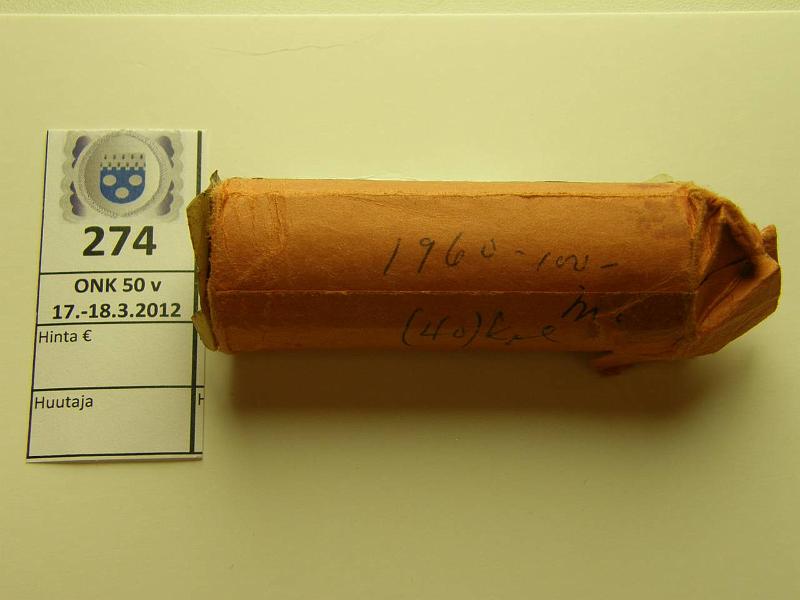 274
ONK 50 v
17.-18.3.2012
Hinta €
Huutaja
H
1960-100-
m.
(40)kpl